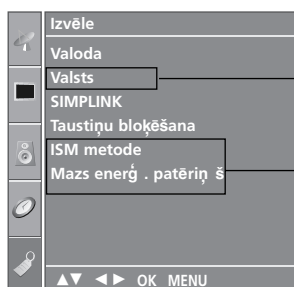 Izvēle
Valoda
Valsts
SIMPLINK
Taustiņu bloķēšana
ISM metode
Mazs enerģ . patēriņ š
▲▼ ◄► OK MENU